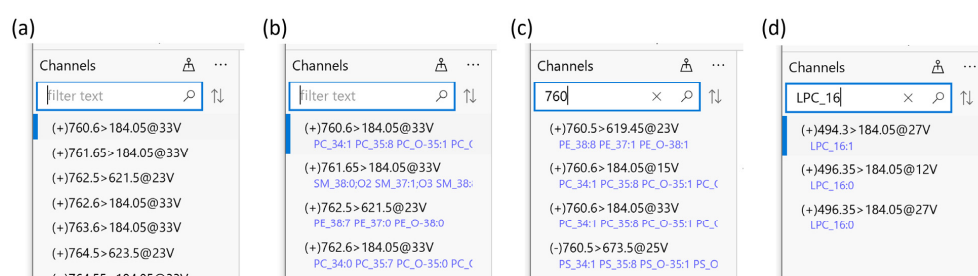 (a)
Channels
filter text
(+)760.6>184.05@33V
(+)761.65>184.05@33V
(+)762.5>621.5@23V
(+)762.6>184.05@33V
(+)763.6>184.05@33V
(+)764.5>623.5@23V
(b)
Channels
filter text
(+)760.6>184.05@33V
PC_34:1 PC_35:8 PC_O-35:1 PC_(
(+)761.65>184.05@33V
SM_38:0;O2 SM_37:1;O3 SM_38:
(+)762.5>621.5@23V
PE_38:7 PE_37:0 PE_O-38:0
(+)762.6>184.05@33V
PC_34:0 PC_35:7 PC_O-35:0 PC_(
(c)
Channels
760
(+)760.5>619.45@23V
PE_38:8 PE_37:1 PE_O-38:1
(+)760.6>184.05@15V
PC_34:1 PC_35:8 PC_O-35:1 PC_(
(+)760.6>184.05@33V
PC_34:1 PC_35:8 PC_O-35:1 PC_(
(-)760.5>673.5@25V
PS_34:1 PS_35:8 PS_O-35:1 PS_O
(d)
Channels
LPC_16
(+)494.3>184.05@27V
LPC_16:1
(+)496.35>184.05@12V
LPC_16:0
(+)496.35>184.05@27V
LPC_16:0